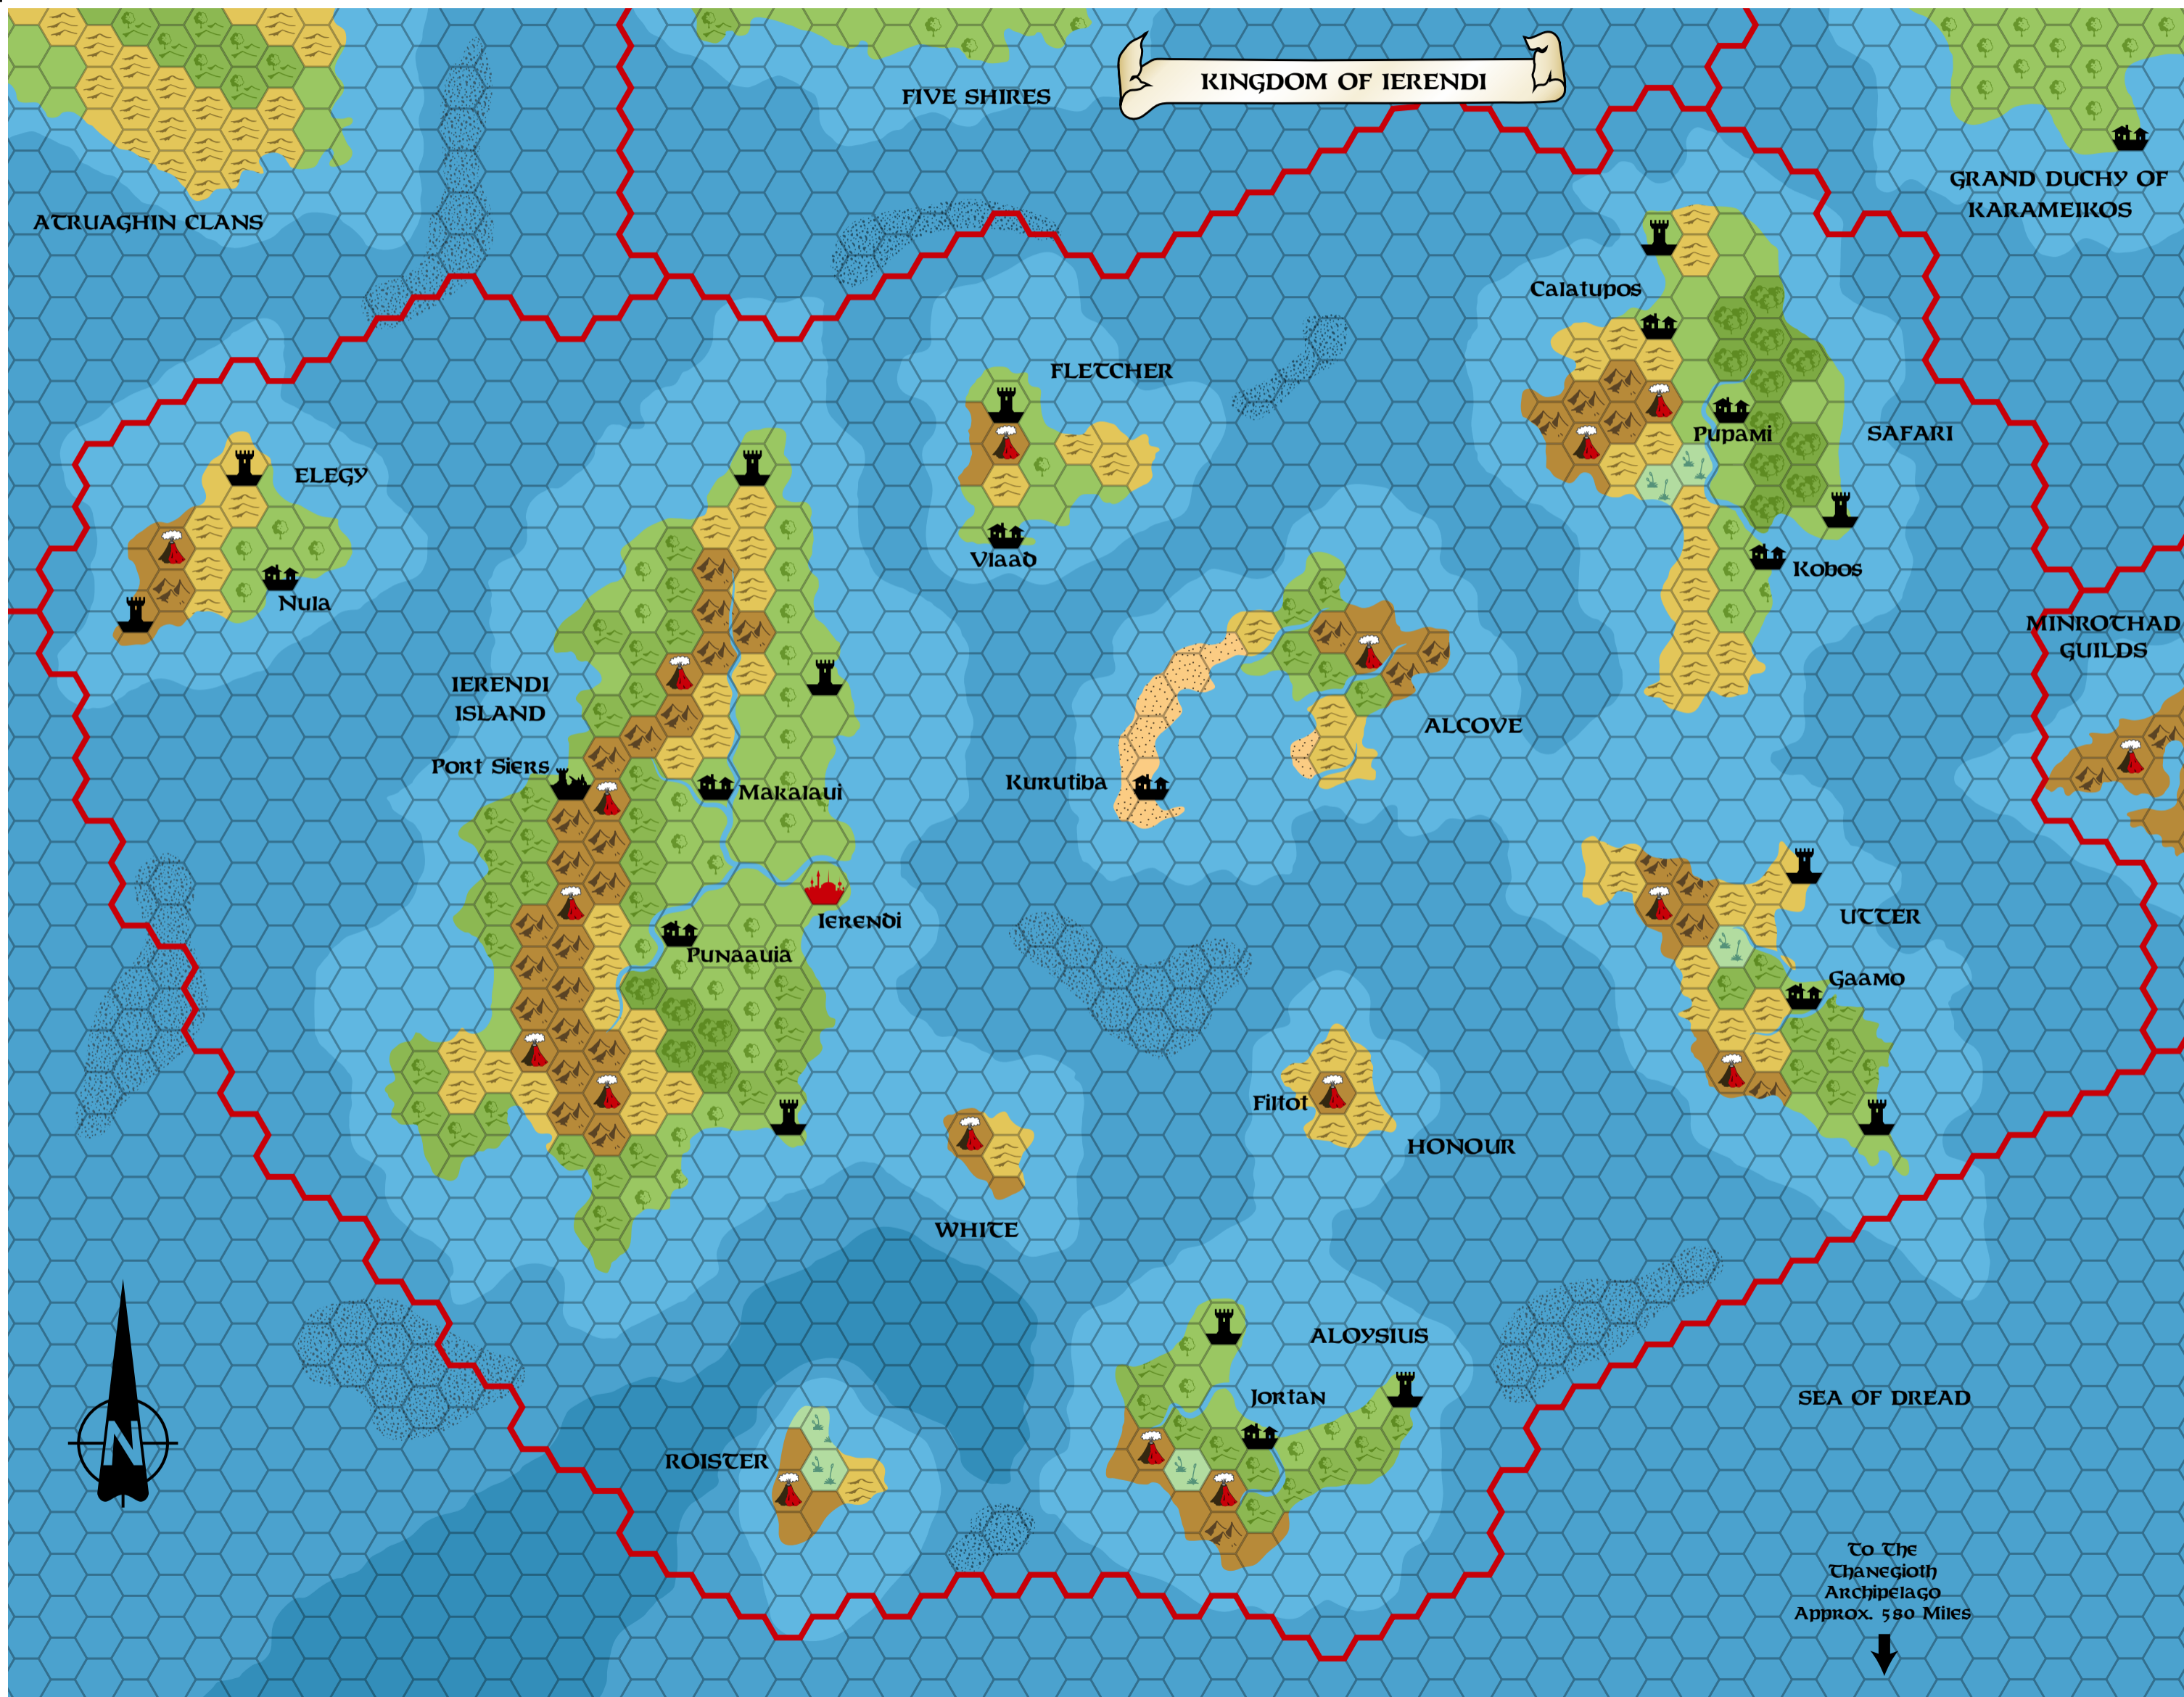 KINGDOM OF IERENDI
FIVE SHIRES
GRAND DUCHY OF
KARAMEIKOS
ATRUAGHIN CLANS
Calatupos
FLETCHER
Pupami
SAFARI
ELEGY
Vlaad
Kobos
Nula
MINROTHAD
GUILDS
IERENDI
ISLAND
ALCOVE
Port Siers
Kurutiba
Makalaui
Ierendi
UTTER
Punaauia
Gaamo
Filtot
HONOUR
WHITE
ALOYSIUS
Jortan
SEA OF DREAD
ROISTER
N
To The
Thanegioth
Archipelago
Approx. 580 Miles